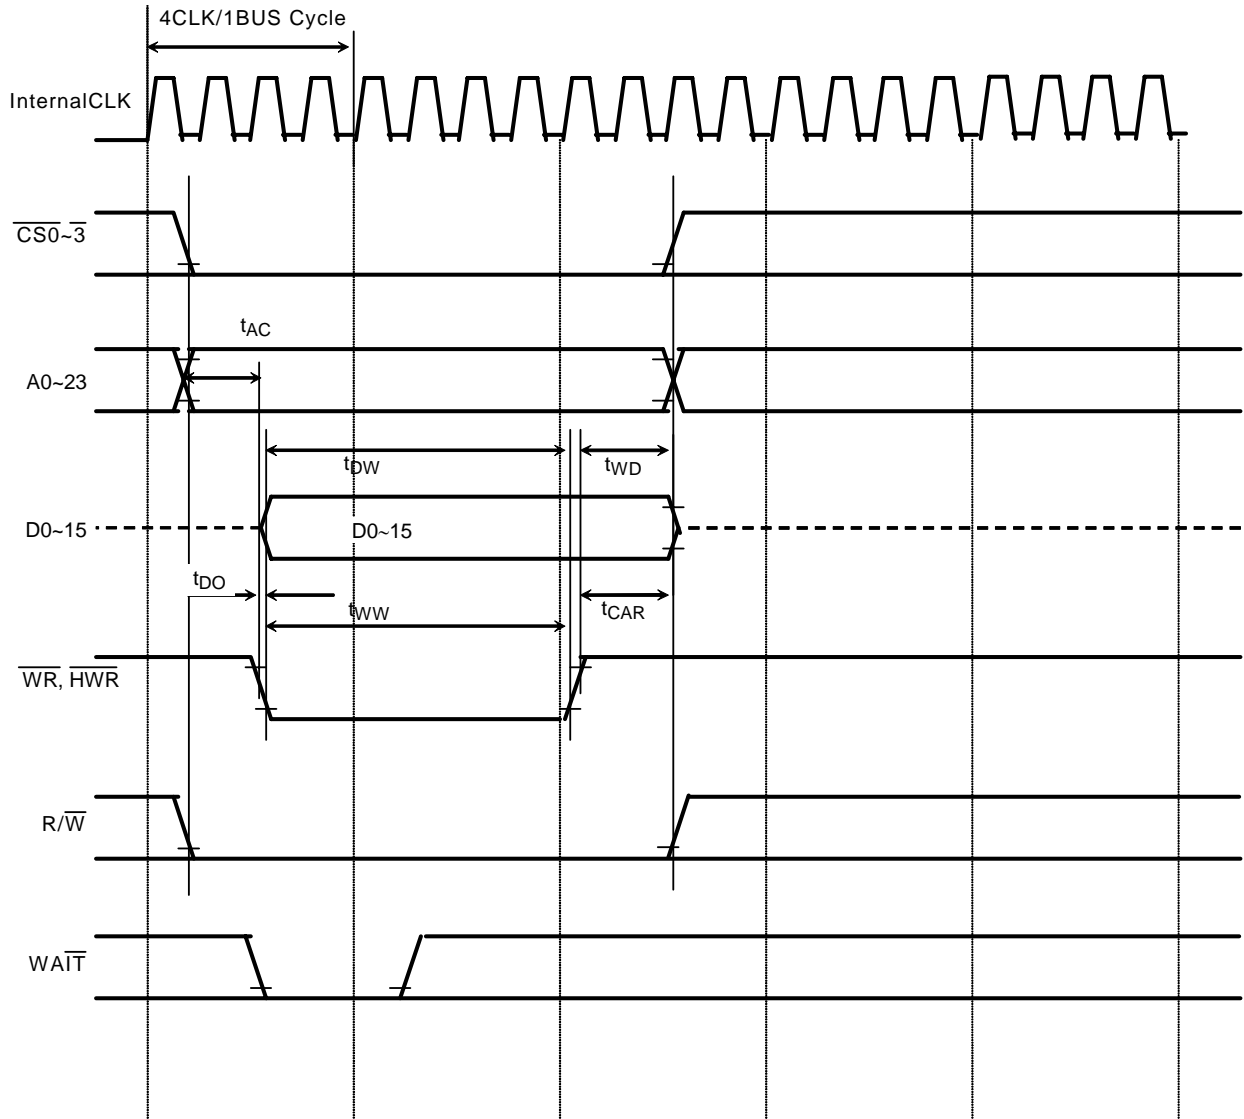 4CLK/1BUS Cycle
InternalCLK
CS0~3
tAC
A0~23
tDW
tWD
D0~15
D0~15
tDO
tWW
tCAR
WR, HWR
R/W
WAIT